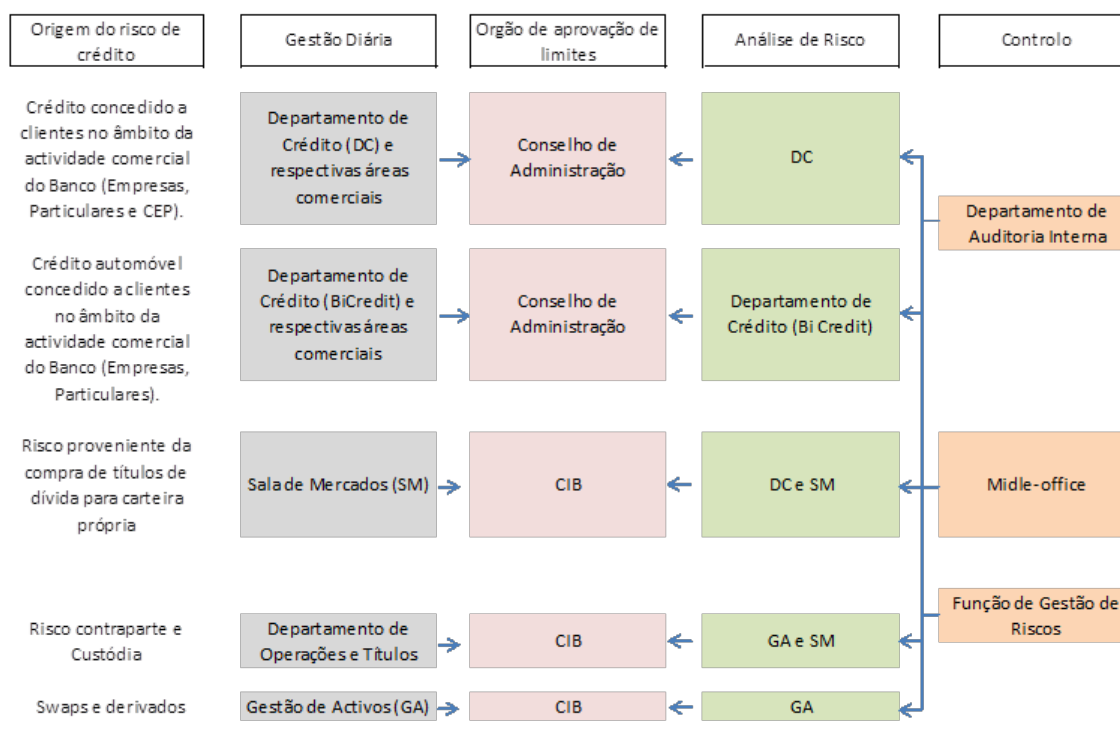 Origem do risco de
crédito
Gestão Diária
Orgão de aprovação de
limites
Análise de Risco
Controlo
Crédito concedido a
clientes no âmbito da
actividade comercial
do Banco (Empresas,
Particulares e CEP).
Departamento de
Crédito (DC) e
respectivas áreas
comerciais
Conselho de
Administração
DC
Departamento de
Auditoria Interna
Crédito automóvel
concedido a clientes
no âmbito da
actividade comercial
do Banco (Empresas,
Particulares).
Departamento de
Crédito (BiCredit) e
respectivas áreas
comerciais
Conselho de
Administração
Departamento de
Crédito (Bi Credit)
Risco proveniente da
compra de títulos de
dívida para carteira
própria
Sala de Mercados (SM)
CIB
DC e SM
Midle-office
Função de Gestão de
Riscos
Risco contraparte e
Custódia
Departamento de
Operações e Títulos
CIB
GA e SM
Swaps e derivados
Gestão de Activos (GA)
CIB
GA